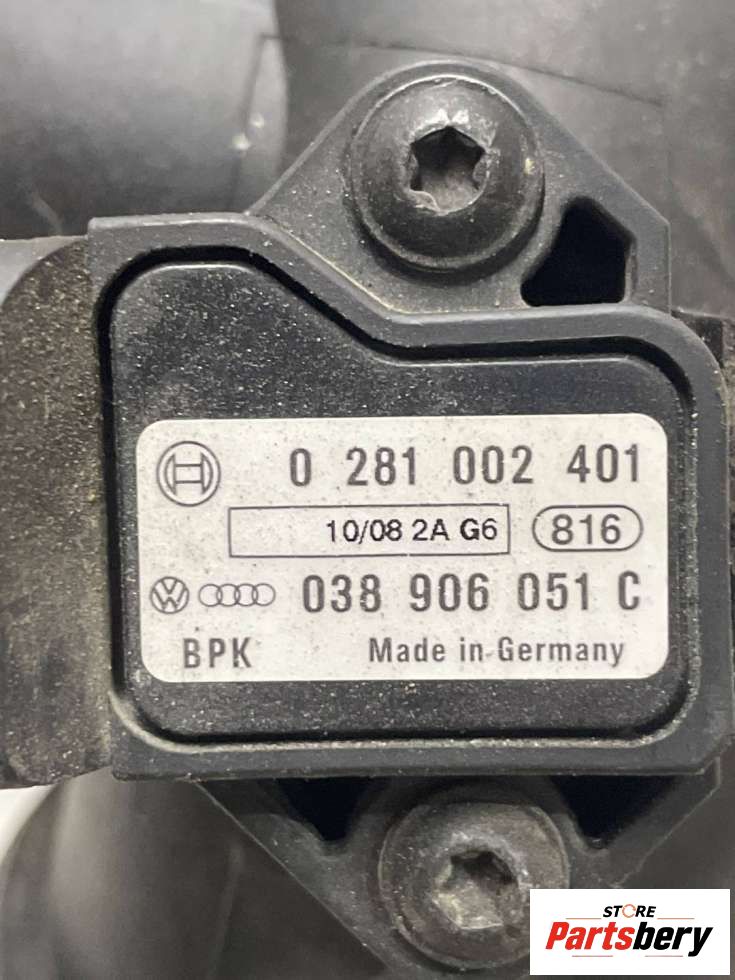 0 281 002 401
10/08 2A G6 816
038 906 051 C
BPK Made in Germany
STORE
Partsbery